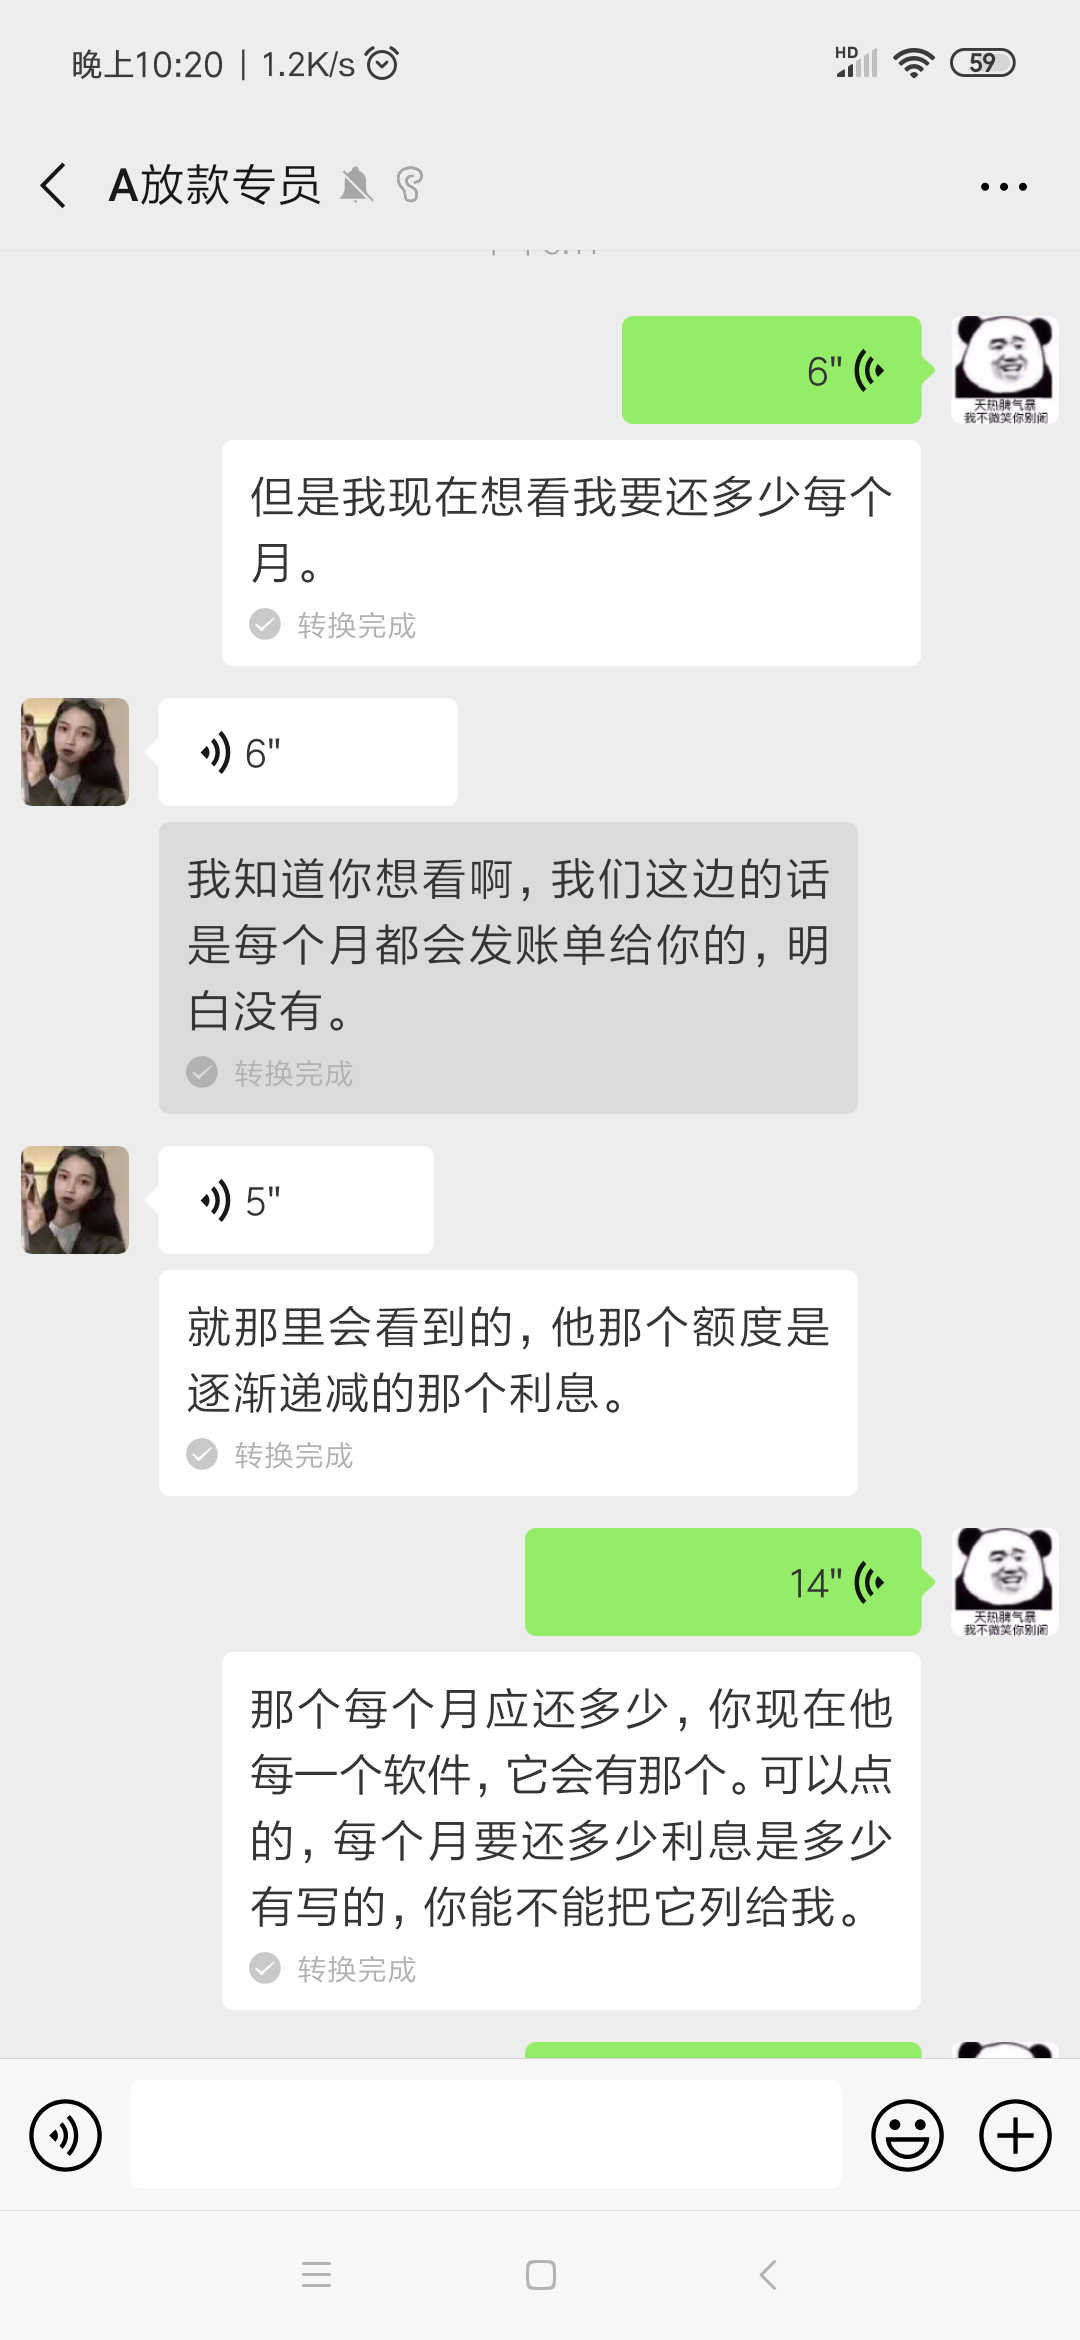 晚上10:20 | 1.2K/s
HD
59
A放款专员
6"
天热脾气暴
我不微笑你别闹
但是我现在想看我要还多少每个
月。
转换完成
6"
我知道你想看啊，我们这边的话
是每个月都会发账单给你的，明
白没有。
转换完成
5"
就那里会看到的，他那个额度是
逐渐递减的那个利息。
转换完成
14"
天热脾气暴
我不微笑你别闹
那个每个月应还多少，你现在他
每一个软件，它会有那个。可以点
的，每个月要还多少利息是多少
有写的，你能不能把它列给我。
转换完成